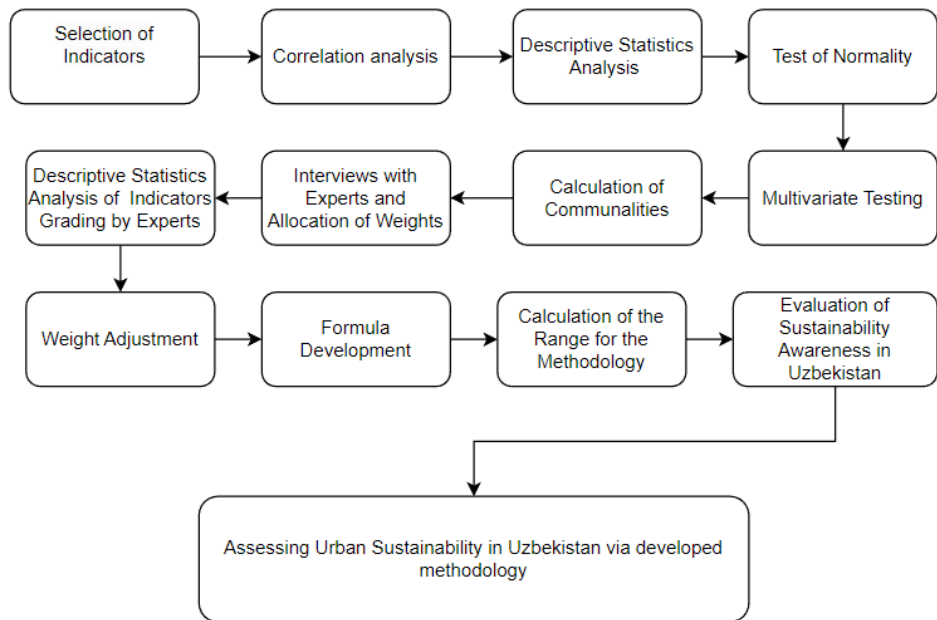 Selection of
Indicators
Correlation analysis
Descriptive Statistics
Analysis
Test of Normality
Multivariate Testing
Calculation of
Communalities
Interviews with
Experts and
Allocation of Weights
Descriptive Statistics
Analysis of Indicators
Grading by Experts
Weight Adjustment
Formula
Development
Calculation of the
Range for the
Methodology
Evaluation of
Sustainability
Awareness in
Uzbekistan
Assessing Urban Sustainability in Uzbekistan via developed
methodology